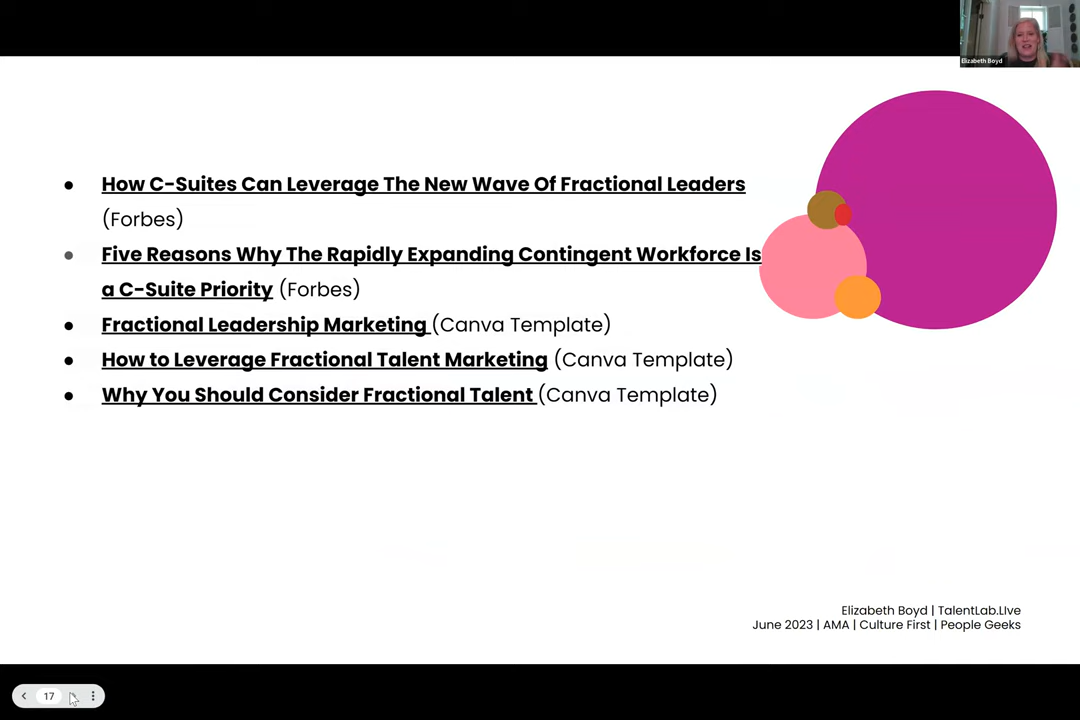 Elizabeth Boyd
• How C-Suites Can Leverage The New Wave Of Fractional Leaders
(Forbes)
• Five Reasons Why The Rapidly Expanding Contingent Workforce Is
a C-Suite Priority (Forbes)
• Fractional Leadership Marketing (Canva Template)
• How to Leverage Fractional Talent Marketing (Canva Template)
• Why You Should Consider Fractional Talent (Canva Template)
Elizabeth Boyd | TalentLab.LIve
June 2023 | AMA | Culture First | People Geeks
17